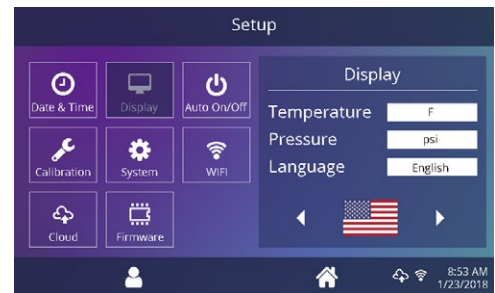 Setup
Date & Time
Display
Auto On/Off
Calibration
System
WIFI
Cloud
Firmware
Display
Temperature F
Pressure psi
Language English
8:53 AM
1/23/2018